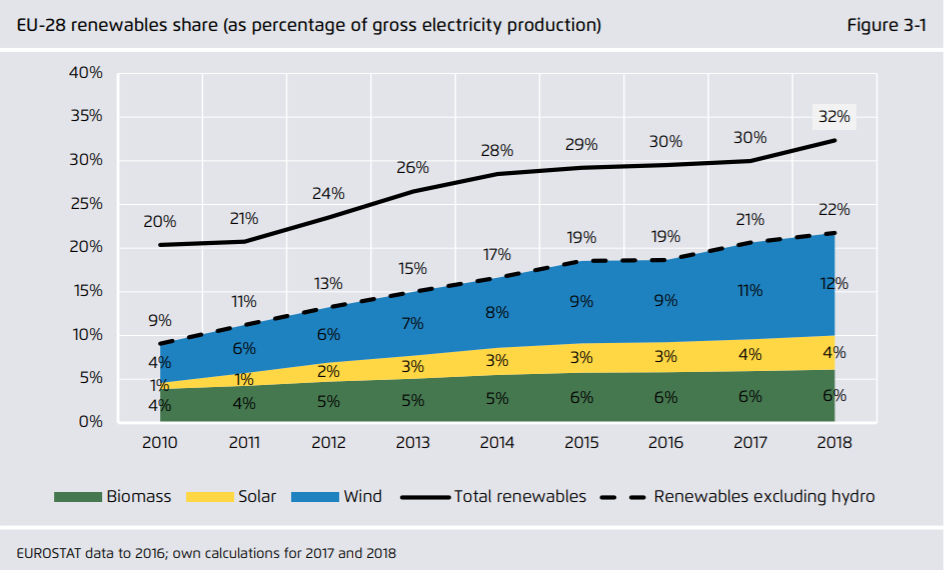 EU-28 renewables share (as percentage of gross electricity production) Figure 3-1
40%
35%
30%
25%
20%
15%
10%
5%
0%
20% 21% 24% 26% 28% 29% 30% 30% 32%
9% 11% 13% 15% 17% 19% 19% 21% 22%
4% 6% 6% 7% 8% 9% 9% 11% 12%
1% 1% 2% 3% 3% 3% 3% 4% 4%
4% 4% 5% 5% 5% 6% 6% 6% 6%
2010 2011 2012 2013 2014 2015 2016 2017 2018
Biomass Solar Wind Total renewables Renewables excluding hydro
EUROSTAT data to 2016; own calculations for 2017 and 2018